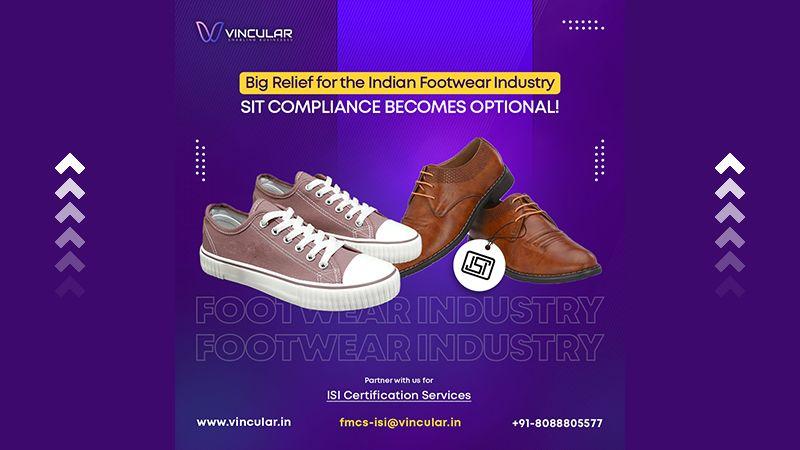 VINCULAR
ENABLING BUSINESSES
Big Relief for the Indian Footwear Industry
SIT COMPLIANCE BECOMES OPTIONAL!
ISI
FOOTWEAR INDUSTRY
FOOTWEAR INDUSTRY
Partner with us for
ISI Certification Services
www.vincular.in
fmcs-isi@vincular.in
+91-8088805577